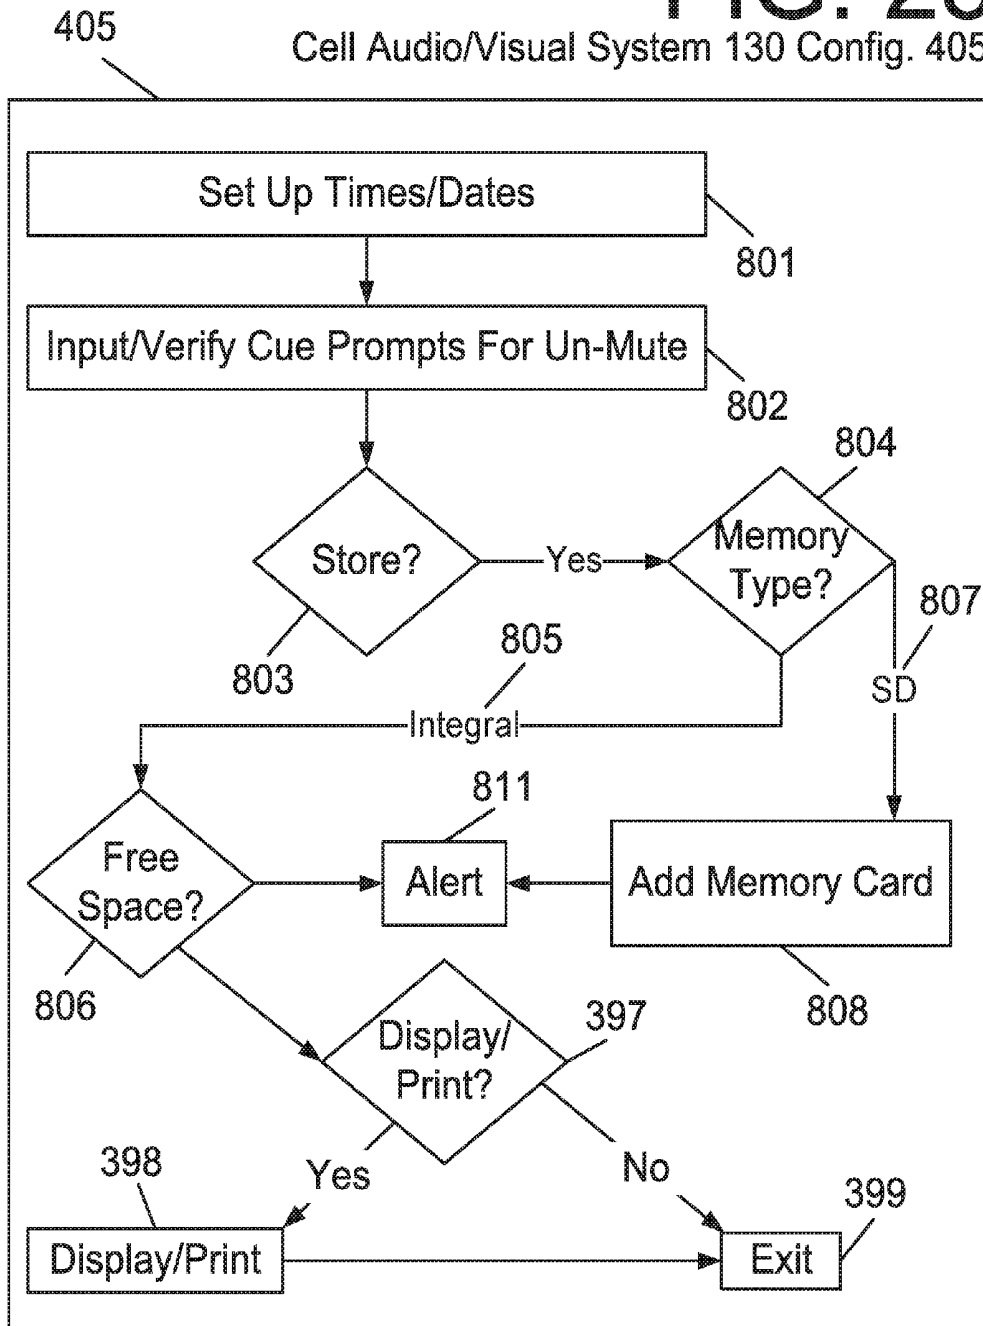 405
Cell Audio/Visual System 130 Config. 405
Set Up Times/Dates
801
Input/Verify Cue Prompts For Un-Mute
802
804
Store?
Yes
Memory
Type?
807
803
805
SD
Integral
811
Free
Space?
Alert
Add Memory Card
806
808
397
Display/
Print?
398
Yes
No
399
Display/Print
Exit